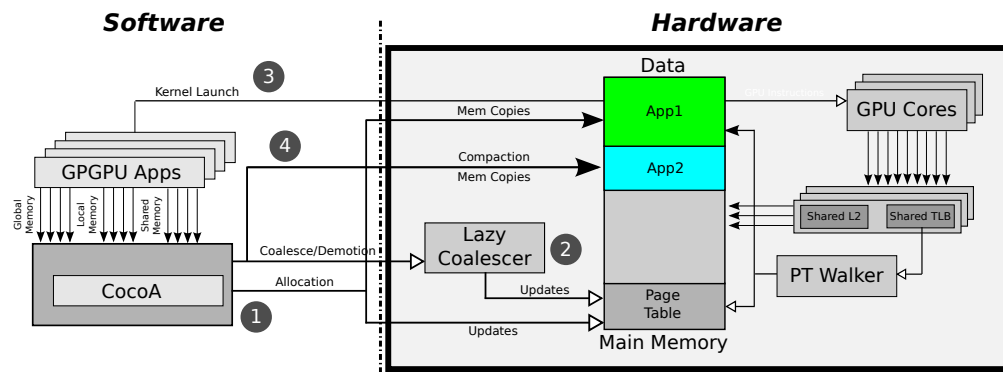 Software
Hardware
Data
3
Kernel Launch
GPU Instructions
GPU Cores
Mem Copies
App1
4
GPGPU Apps
Compaction
Mem Copies
App2
Global
Memory
Local
Memory
Shared
Memory
Shared L2
Shared TLB
Coalesce/Demotion
Lazy
Coalescer
2
PT Walker
CocoA
Allocation
Updates
Page
Table
1
Updates
Main Memory